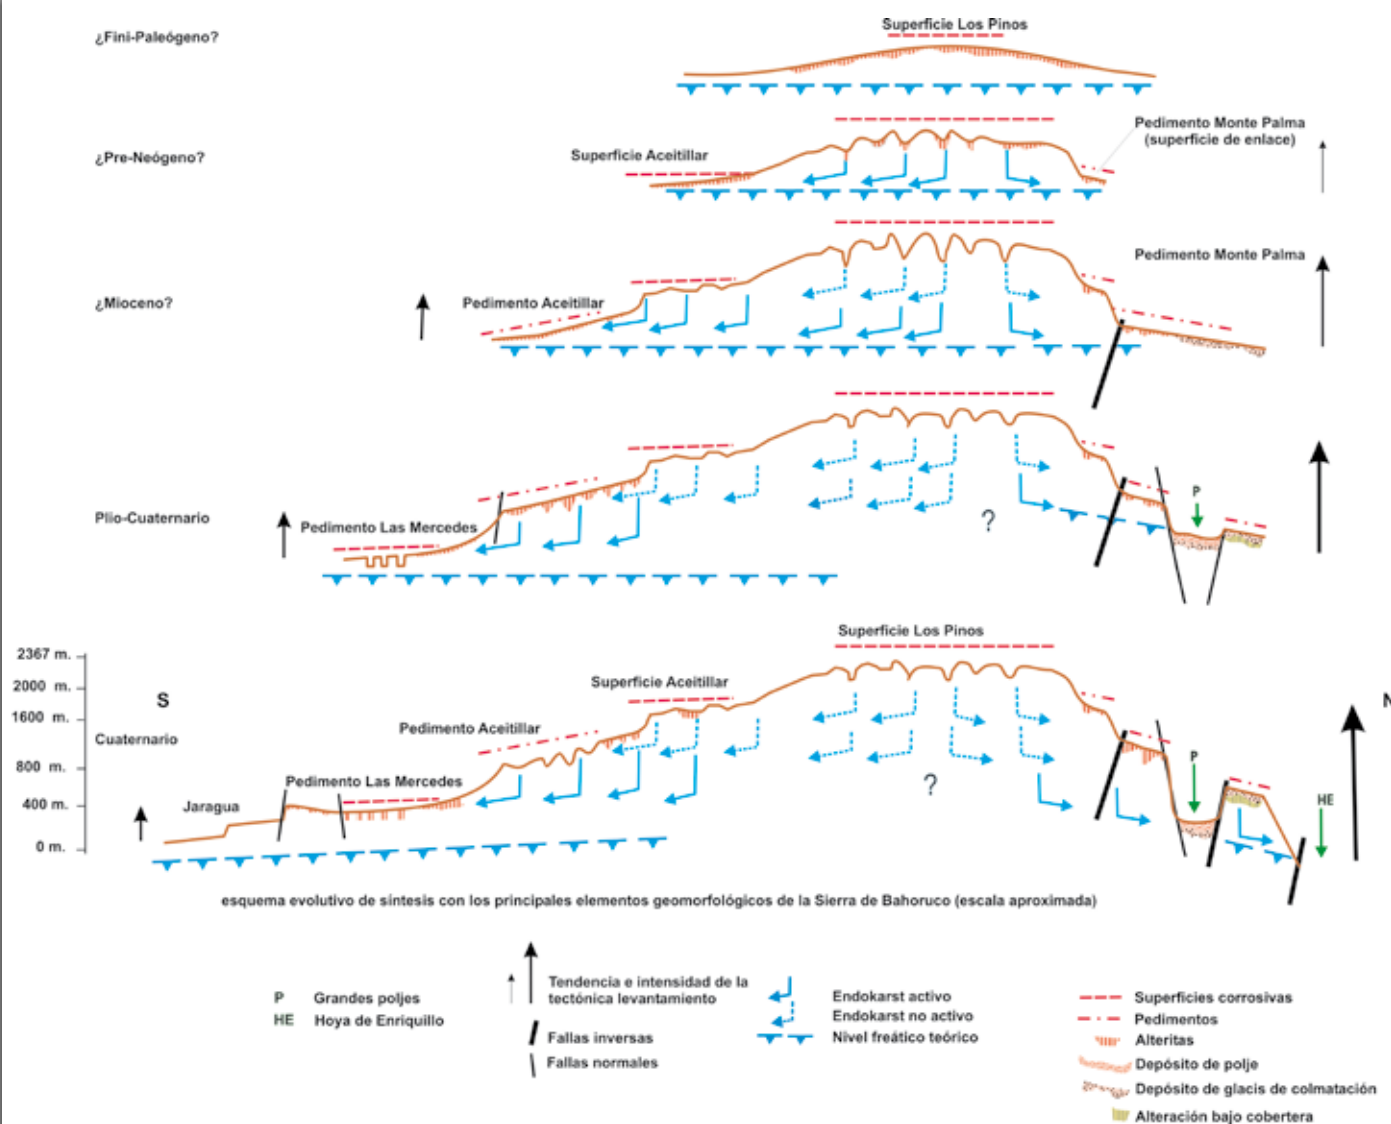 ¿Fini-Paleógeno?
Superficie Los Pinos
¿Pre-Neógeno?
Superficie Aceitillar
Pedimento Monte Palma
(superficie de enlace)
¿Mioceno?
Pedimento Aceitillar
Pedimento Monte Palma
Plio-Cuaternario
Pedimento Las Mercedes
?
P
2367 m.
2000 m.
1600 m.
800 m.
400 m.
0 m.
S
N
Cuaternario
Superficie Los Pinos
Superficie Aceitillar
Pedimento Aceitillar
Pedimento Las Mercedes
Jaragua
?
P
HE
esquema evolutivo de síntesis con los principales elementos geomorfológicos de la Sierra de Bahoruco (escala aproximada)
P Grandes poljes
HE Hoya de Enriquillo
Tendencia e intensidad de la
tectónica levantamiento
Fallas inversas
Fallas normales
Endokarst activo
Endokarst no activo
Nivel freático teórico
Superficies corrosivas
Pedimentos
Alteritas
Depósito de polje
Depósito de glacis de colmatación
Alteración bajo cobertera